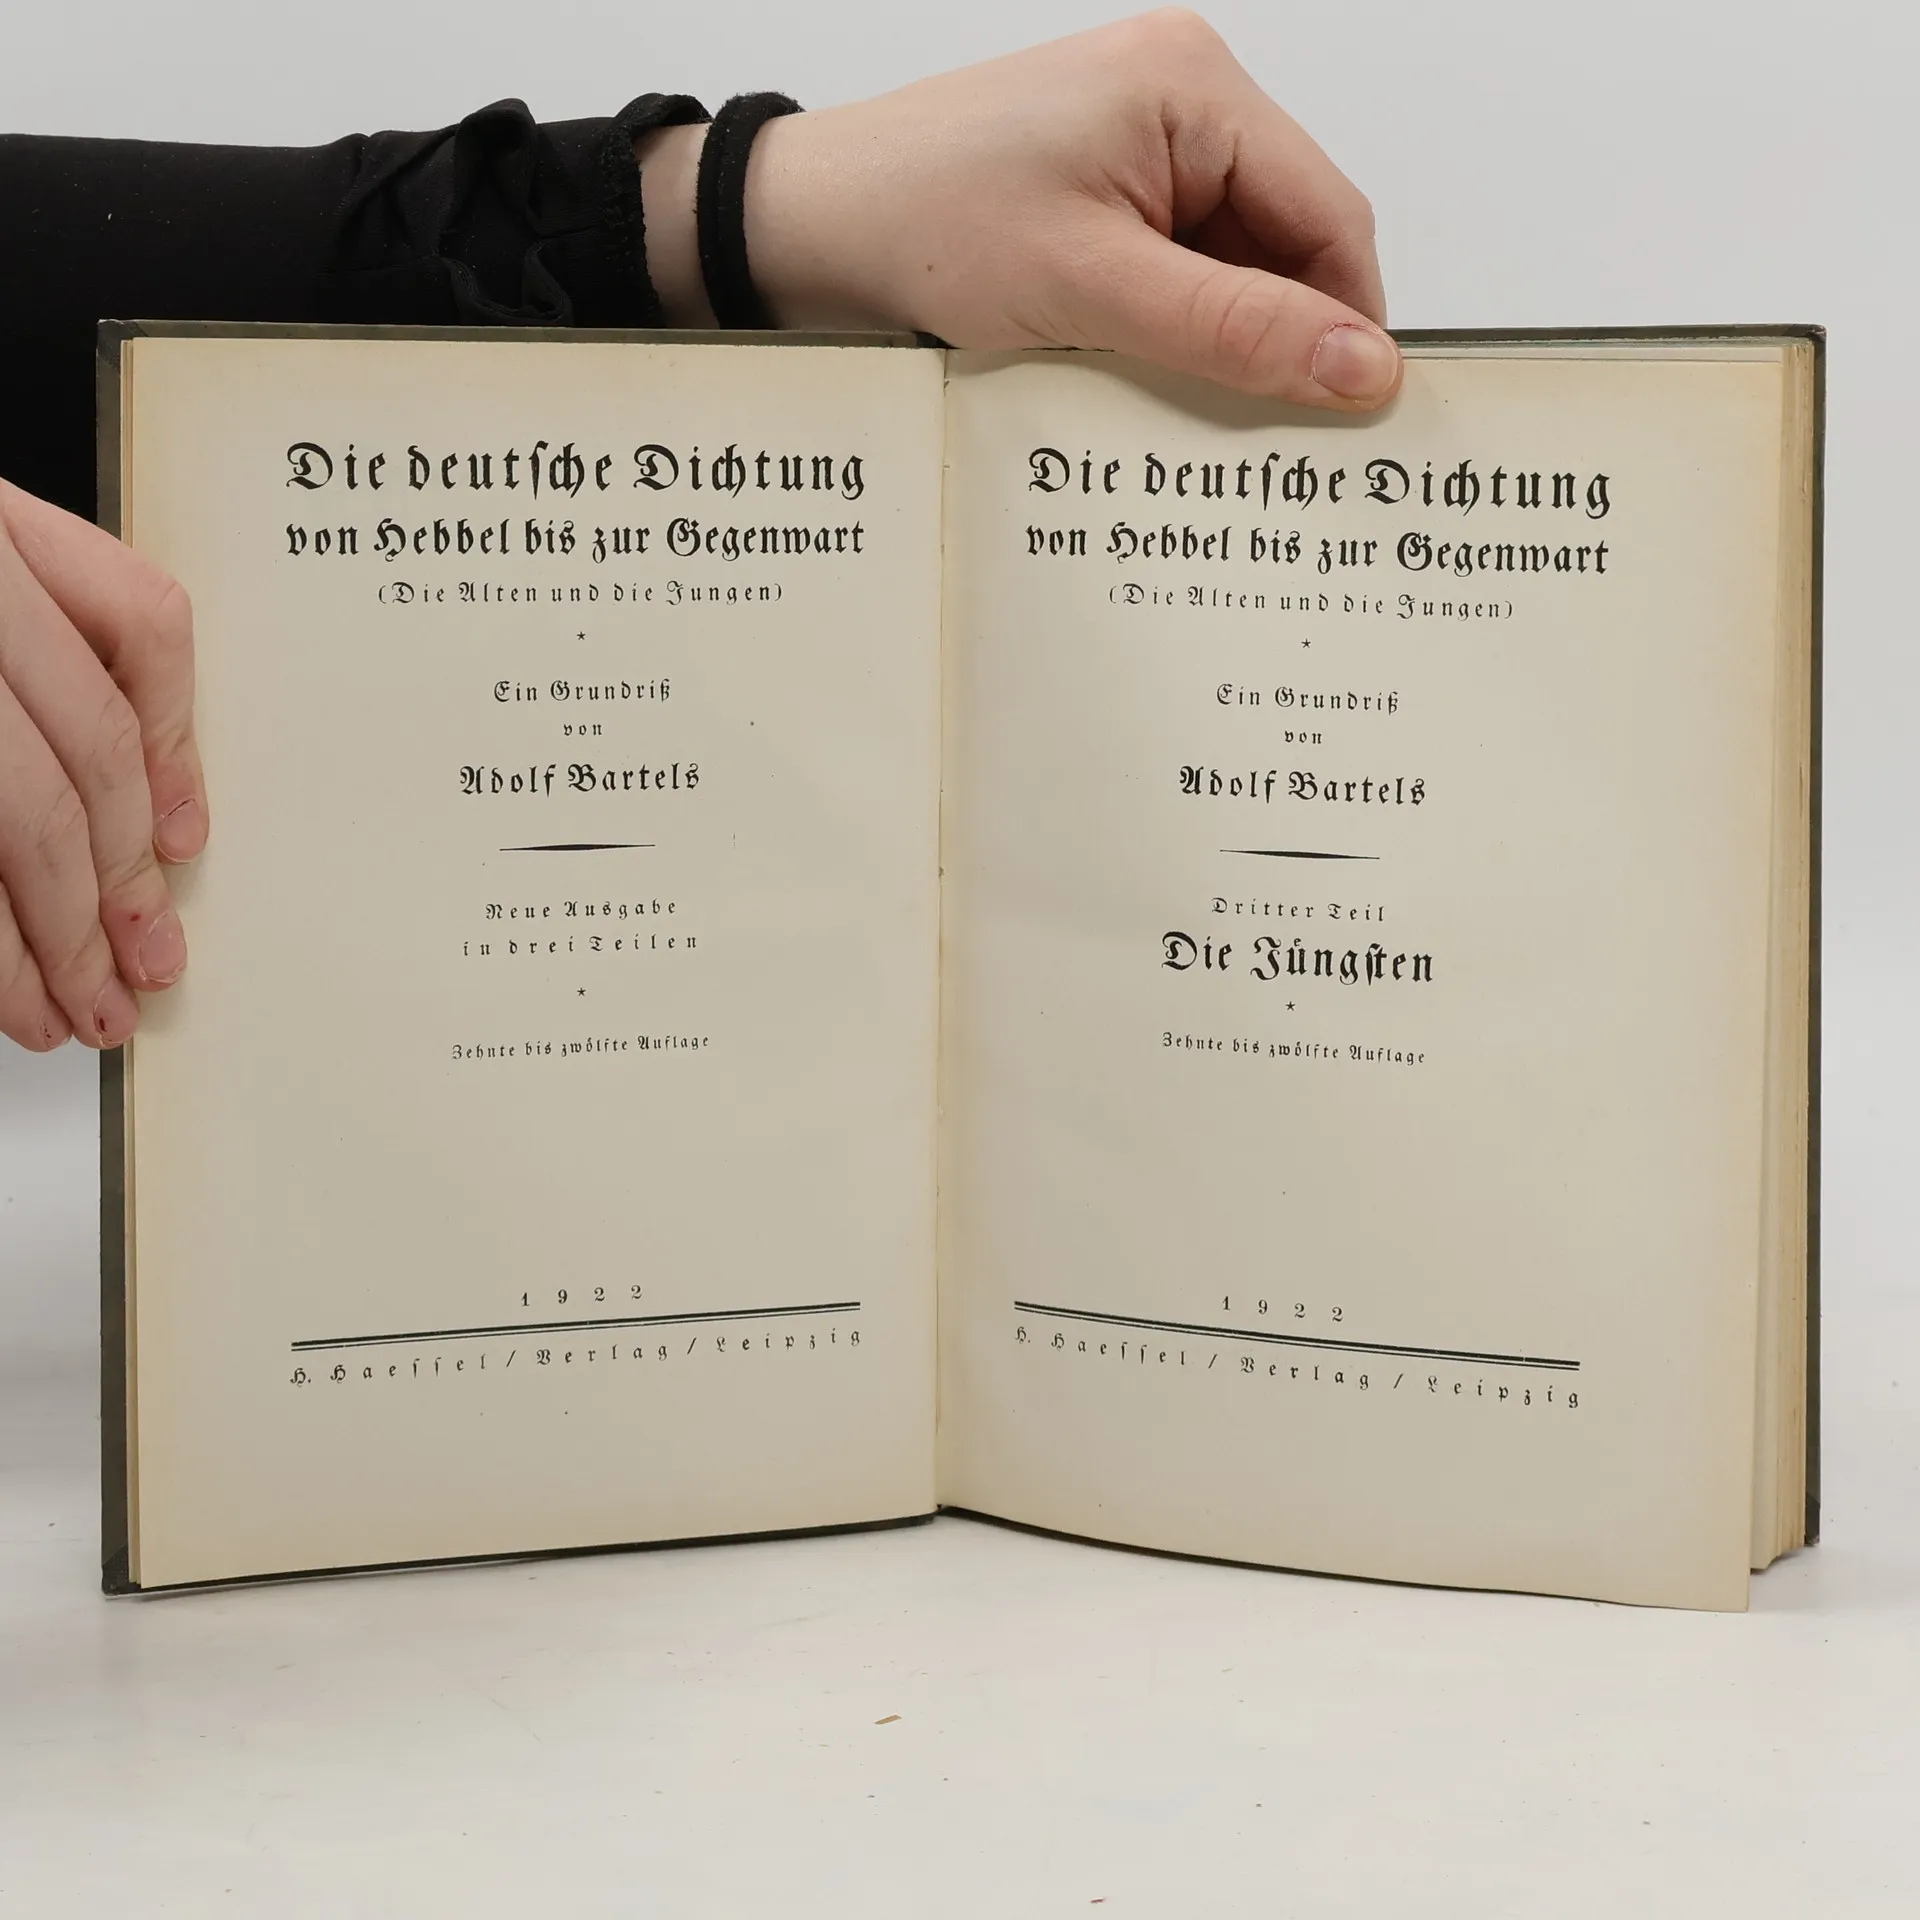 Die deutsche Dichtung
von Hebbel bis zur Gegenwart
(Die Alten und die Jungen)
*
Ein Grundriß
von
Adolf Bartels
Neue Ausgabe
in drei Teilen
*
Zehnte bis zwölfte Auflage
1922
H. Haessel / Verlag / Leipzig
Die deutsche Dichtung
von Hebbel bis zur Gegenwart
(Die Alten und die Jungen)
*
Ein Grundriß
von
Adolf Bartels
Dritter Teil
Die Jüngsten
*
Zehnte bis zwölfte Auflage
1922
H. Haessel / Verlag / Leipzig